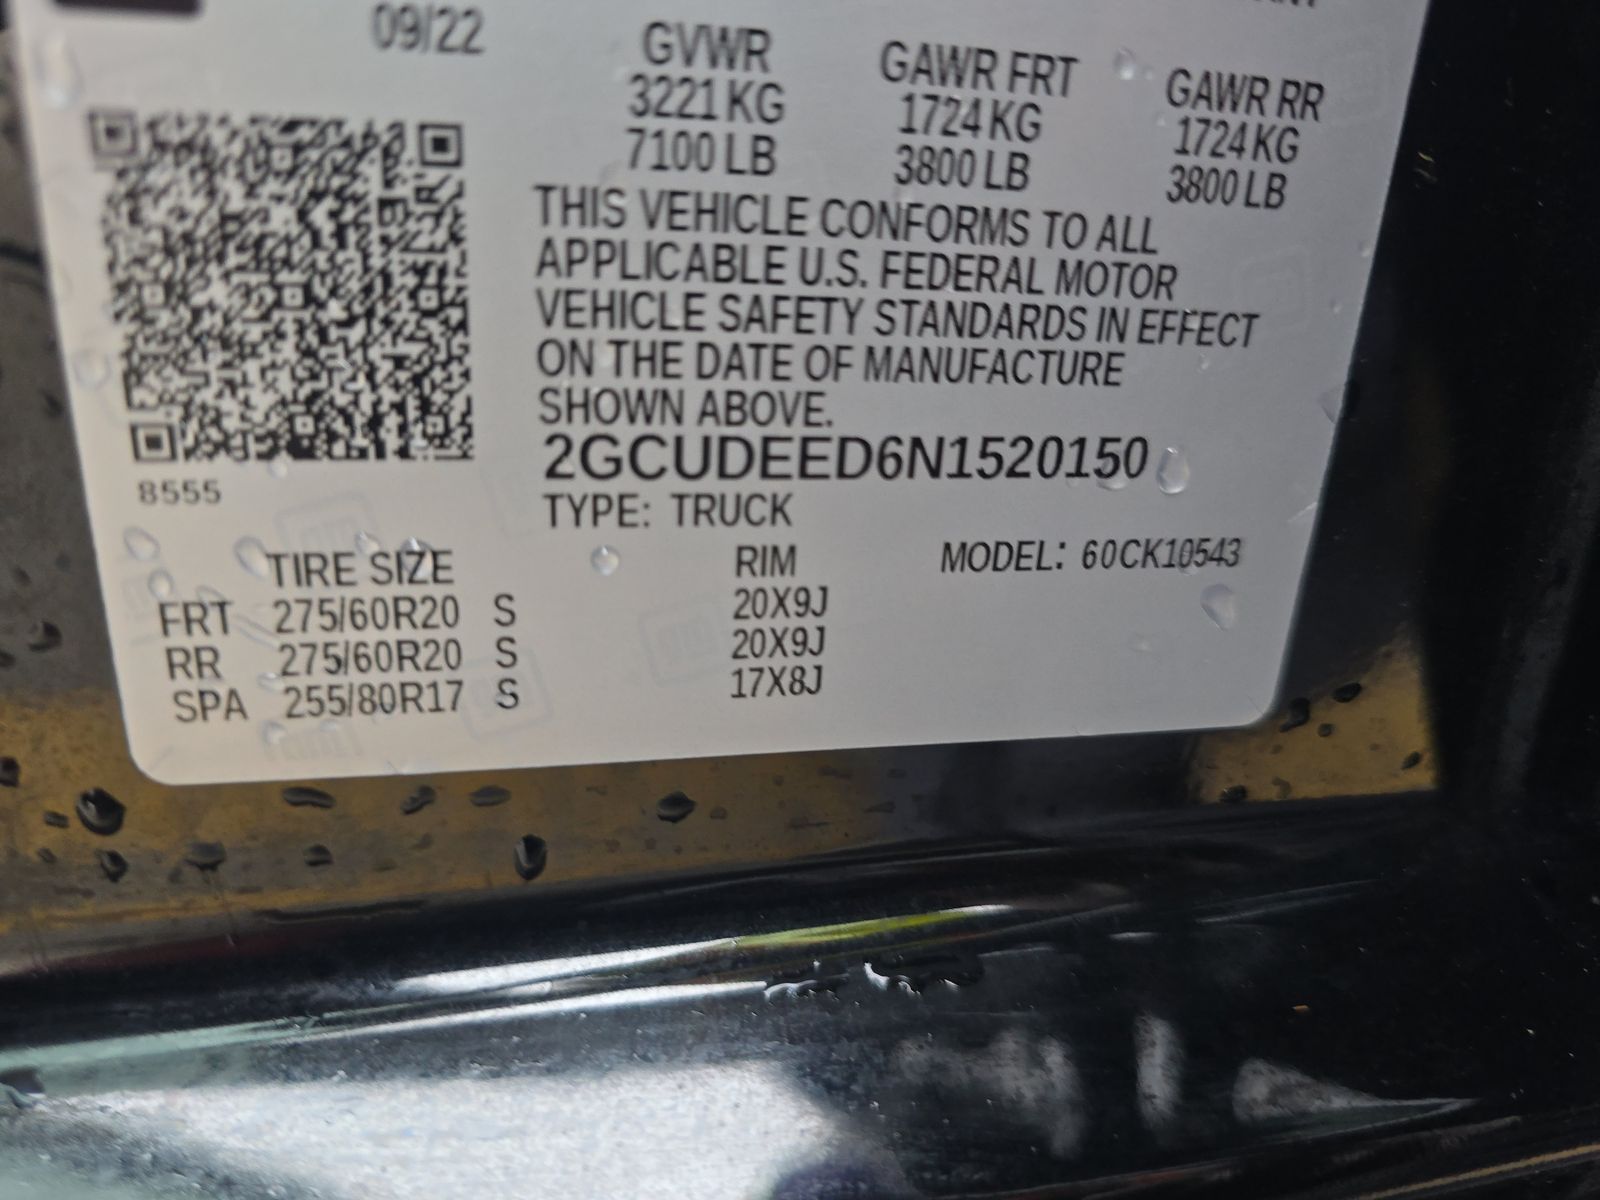 09/22
GVWR GAWR FRT GAWR RR
3221 KG 1724 KG 1724 KG
7100 LB 3800 LB 3800 LB
THIS VEHICLE CONFORMS TO ALL
APPLICABLE U.S. FEDERAL MOTOR
VEHICLE SAFETY STANDARDS IN EFFECT
ON THE DATE OF MANUFACTURE
SHOWN ABOVE.
2GCUDEED6N1520150
8555
TYPE: TRUCK
TIRE SIZE RIM MODEL: 60CK10543
FRT 275/60R20 S 20X9J
RR 275/60R20 S 20X9J
SPA 255/80R17 S 17X8J